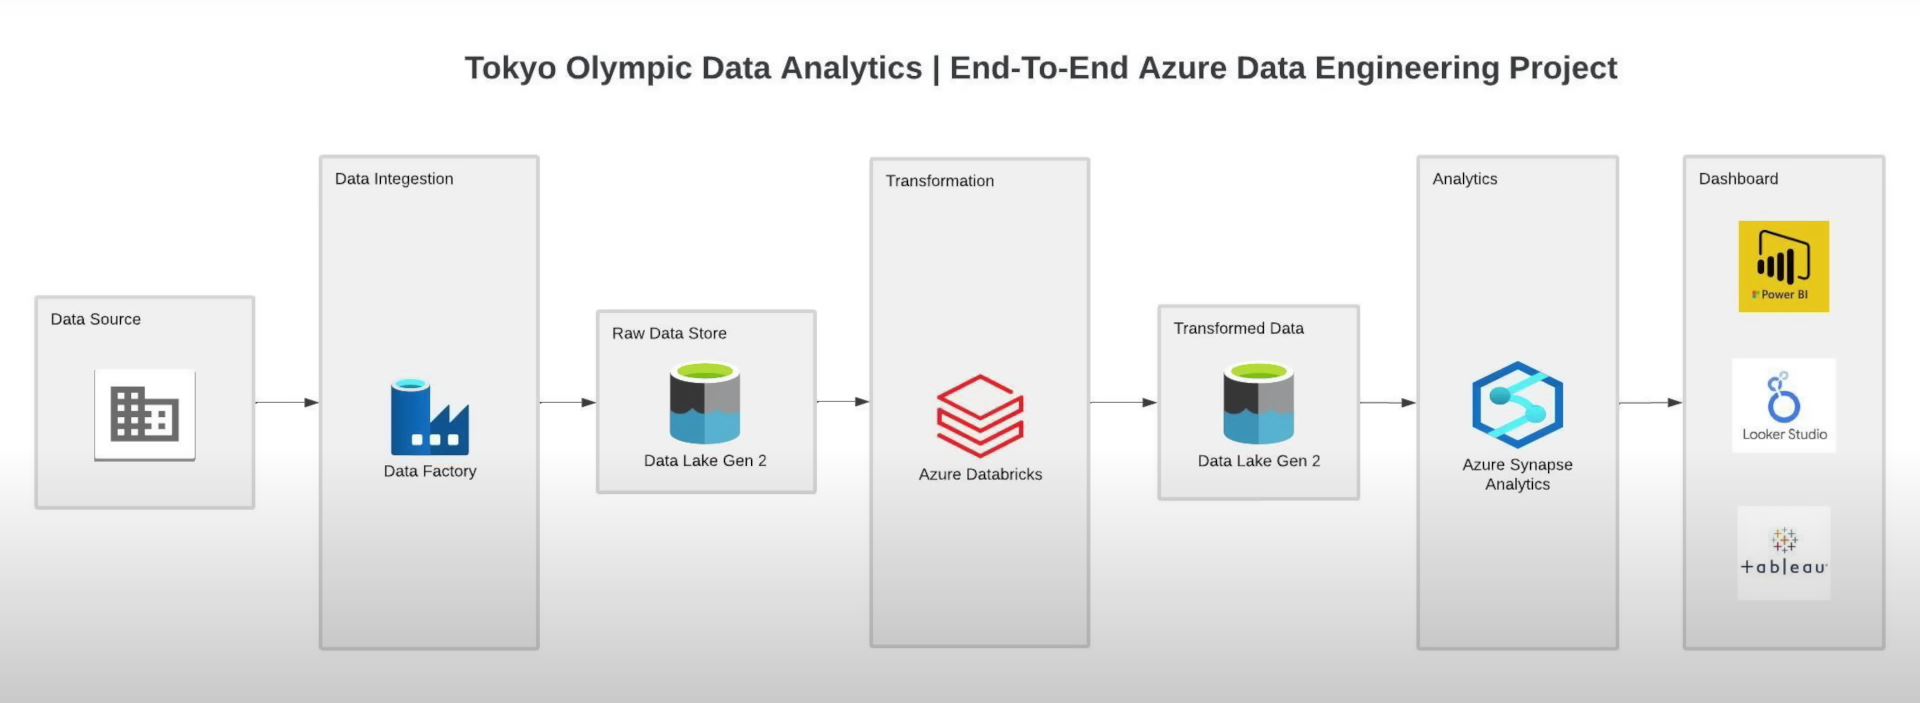 Tokyo Olympic Data Analytics | End-To-End Azure Data Engineering Project
Data Source
Data Integestion
Data Factory
Raw Data Store
Data Lake Gen 2
Transformation
Azure Databricks
Transformed Data
Data Lake Gen 2
Analytics
Azure Synapse
Analytics
Dashboard
Power BI
Looker Studio
+ableau